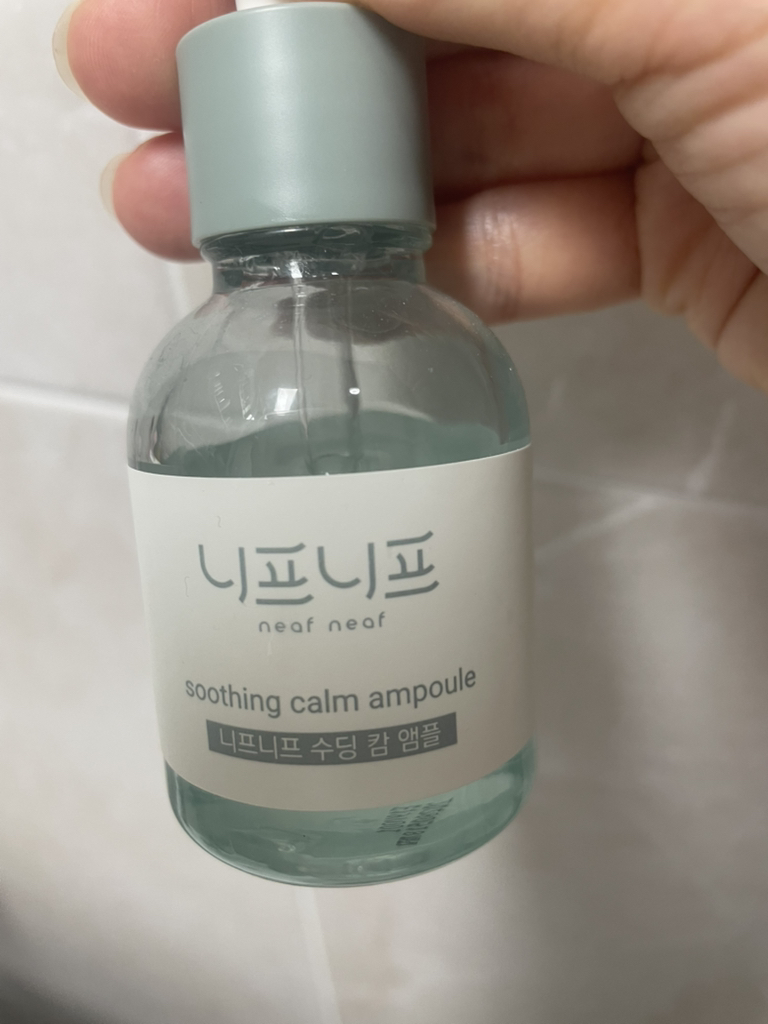 니프니프
neaf neaf
soothing calm ampoule
니프니프 수딩 캄 앰플